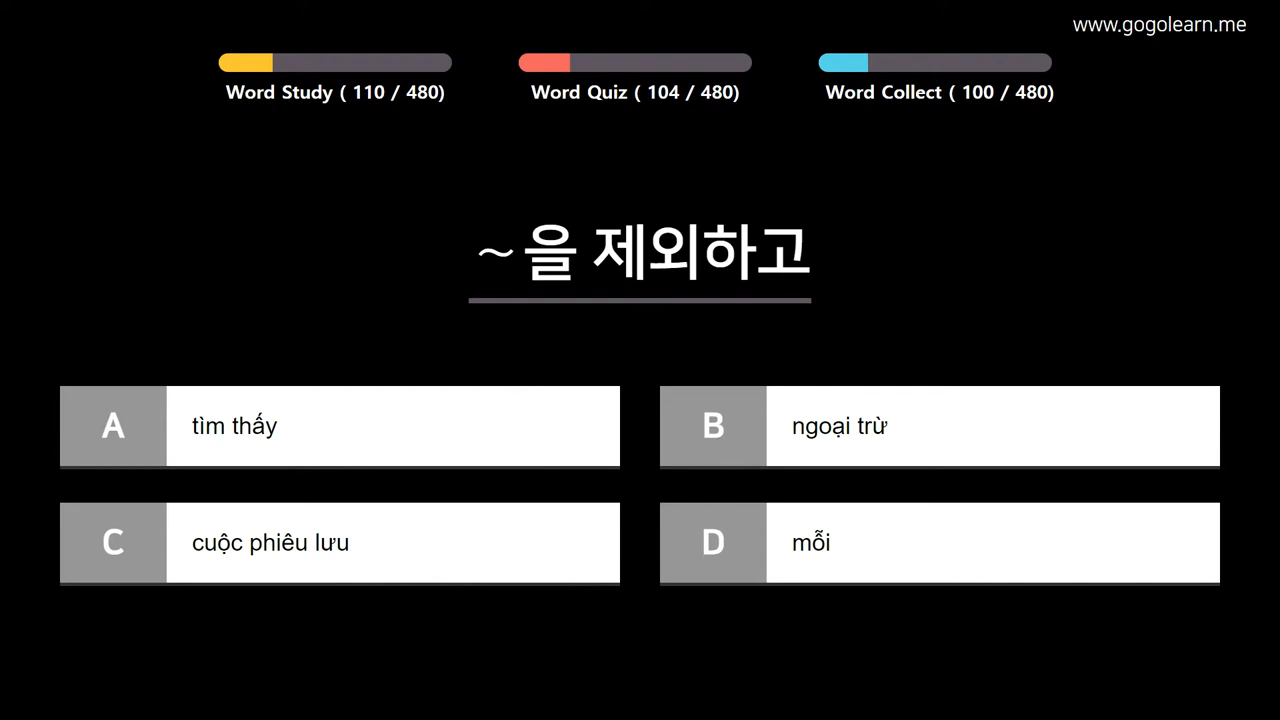 www.gogolearn.me
Word Study ( 110 / 480)
Word Quiz ( 104 / 480)
Word Collect ( 100 / 480)
~을 제외하고
A tìm thấy
B ngoại trừ
C cuộc phiêu lưu
D mỗi